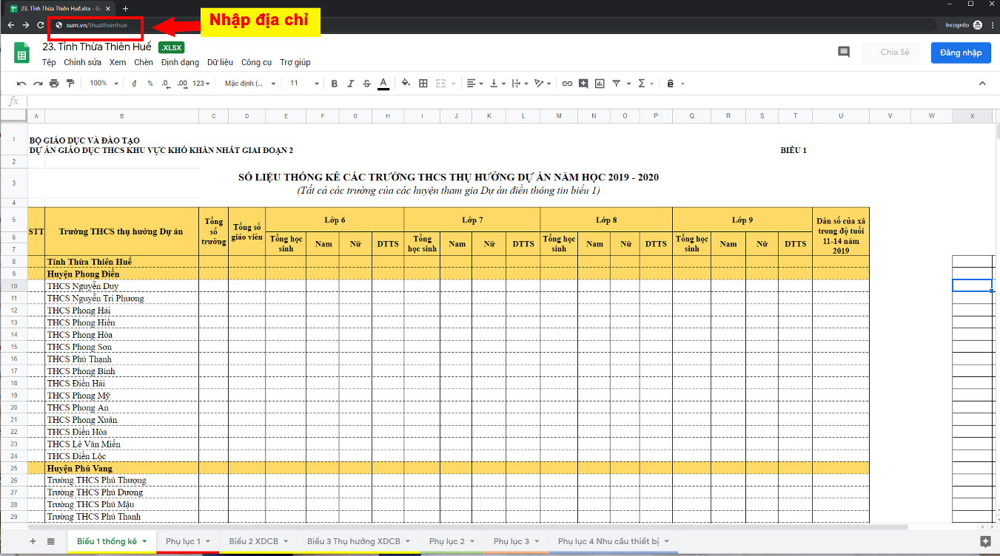 23. Tỉnh Thừa Thiên Huế.xlsx - Go
sum.vn/thuathienhue
Nhập địa chỉ
Incognito
23. Tỉnh Thừa Thiên Huế .XLSX
Chia Sẻ
Đăng nhập
Tệp Chỉnh sửa Xem Chèn Định dạng Dữ liệu Công cụ Trợ giúp
100% đ % .0 .00 123 Mặc định (... 11 B I S A
fx
A B C D E F G H I J K L M N O P Q R S T U V W X
1 BỘ GIÁO DỤC VÀ ĐÀO TẠO
DỰ ÁN GIÁO DỤC THCS KHU VỰC KHÓ KHĂN NHẤT GIAI ĐOẠN 2 BIỂU 1
2
3 SỐ LIỆU THỐNG KÊ CÁC TRƯỜNG THCS THỤ HƯỞNG DỰ ÁN NĂM HỌC 2019 - 2020
(Tất cả các trường của các huyện tham gia Dự án điền thông tin biểu 1)
4
5
6
7
STT
Trường THCS thụ hưởng Dự án
Tổng số trường
Tổng số giáo viên
Lớp 6
Tổng học sinh Nam Nữ DTTS
Lớp 7
Tổng học sinh Nam Nữ DTTS
Lớp 8
Tổng học sinh Nam Nữ DTTS
Lớp 9
Tổng học sinh Nam Nữ DTTS
Dân số của xã trong độ tuổi 11-14 năm 2019
8 Tỉnh Thừa Thiên Huế
9 Huyện Phong Điền
10 THCS Nguyễn Duy
11 THCS Nguyễn Tri Phương
12 THCS Phong Hải
13 THCS Phong Hiền
14 THCS Phong Hòa
15 THCS Phong Sơn
16 THCS Phú Thạnh
17 THCS Phong Bình
18 THCS Điền Hải
19 THCS Phong Mỹ
20 THCS Phong An
21 THCS Phong Xuân
22 THCS Điền Hòa
23 THCS Lê Văn Miến
24 THCS Điền Lộc
25 Huyện Phú Vang
26 Trường THCS Phú Thượng
27 Trường THCS Phú Dương
28 Trường THCS Phú Mậu
29 Trường THCS Phú Thanh
Biểu 1 thống kê Phụ lục 1 Biểu 2 XDCB Biểu 3 Thụ hưởng XDCB Phụ lục 2 Phụ lục 3 Phụ lục 4 Nhu cầu thiết bị